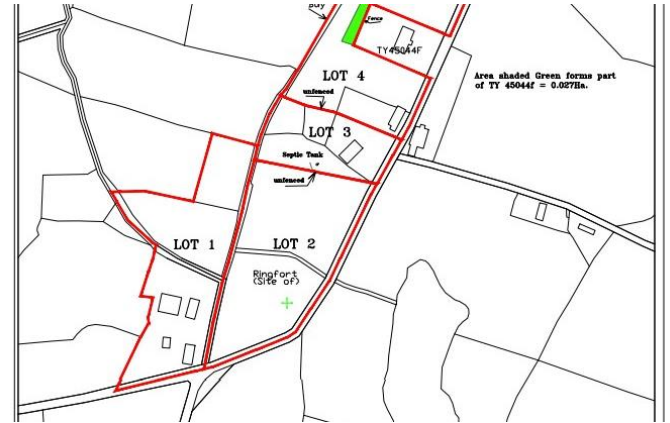 Bay
Fence
TY45044F
LOT 4
Area shaded Green forms part
of TY 45044f = 0.027Ha.
unfenced
LOT 3
Septic Tank
unfenced
LOT 1
LOT 2
Ringfort
(Site of)